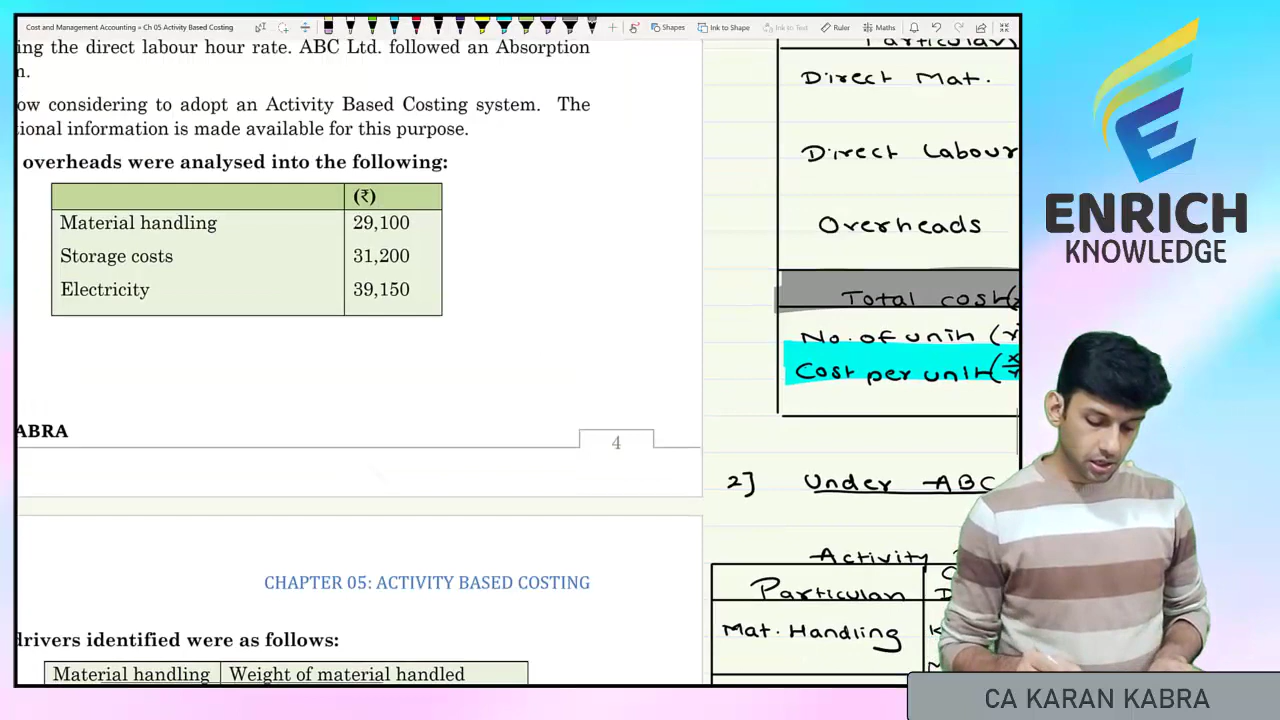 Cost and Management Accounting » Ch 05 Activity Based Costing
Shapes
Ink to Shape
Ink to Text
Ruler
Maths
ing the direct labour hour rate. ABC Ltd. followed an Absorption
n.
ow considering to adopt an Activity Based Costing system. The
ional information is made available for this purpose.
overheads were analysed into the following:
(₹)
Material handling 29,100
Storage costs 31,200
Electricity 39,150
ABRA
4
CHAPTER 05: ACTIVITY BASED COSTING
drivers identified were as follows:
Material handling Weight of material handled
Particulars
Direct Mat.
Direct Labour
Overheads
Total cost(
No. of unit (
Cost per unit (
2] Under ABC
Activity
Particulan
Mat. Handling
ENRICH
KNOWLEDGE
CA KARAN KABRA